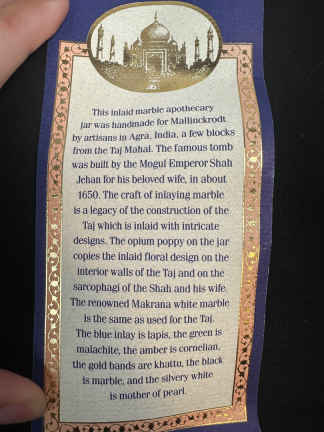 This inlaid marble apothecary
jar was handmade for Mallinckrodt
by artisans in Agra, India, a few blocks
from the Taj Mahal. The famous tomb
was built by the Mogul Emperor Shah
Jehan for his beloved wife, in about
1650. The craft of inlaying marble
is a legacy of the construction of the
Taj which is inlaid with intricate
designs. The opium poppy on the jar
copies the inlaid floral design on the
interior walls of the Taj and on the
sarcophagi of the Shah and his wife.
The renowned Makrana white marble
is the same as used for the Taj.
The blue inlay is lapis, the green is
malachite, the amber is cornelian,
the gold bands are khattu, the black
is marble, and the silvery white
is mother of pearl.